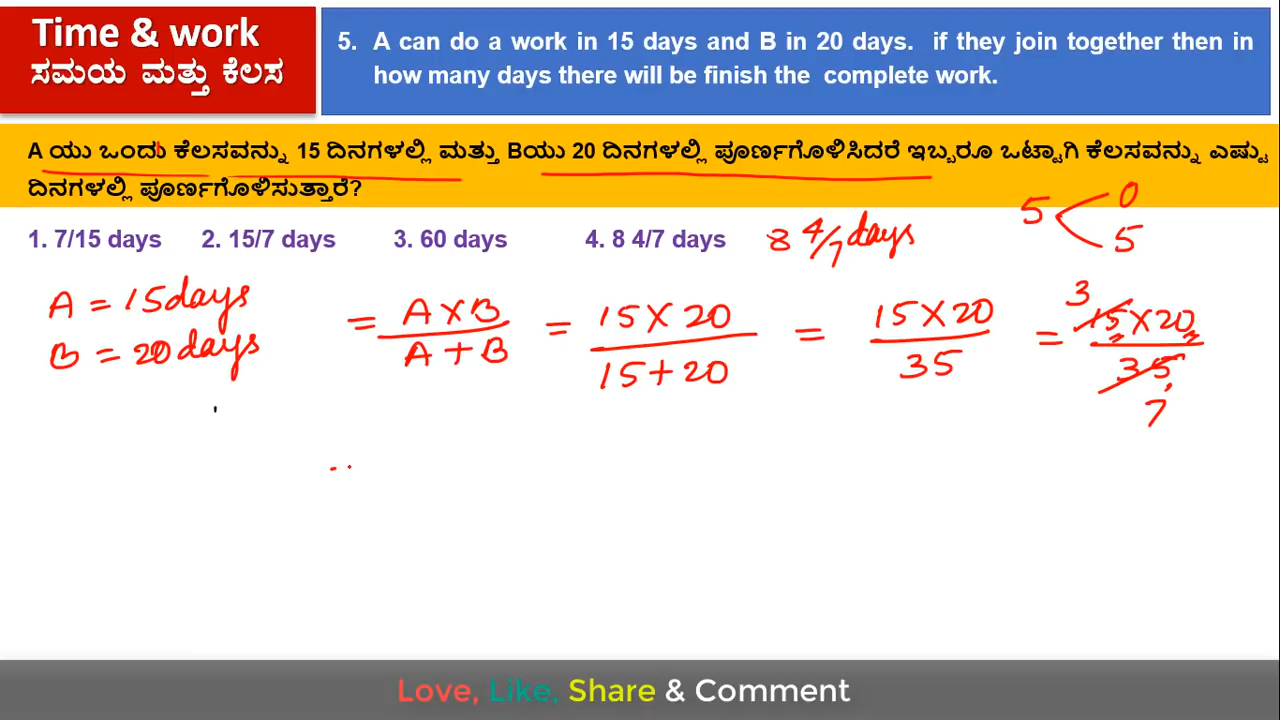 Time & work
ಸಮಯ ಮತ್ತು ಕೆಲಸ
5. A can do a work in 15 days and B in 20 days. if they join together then in
how many days there will be finish the complete work.
A ಯು ಒಂದು ಕೆಲಸವನ್ನು 15 ದಿನಗಳಲ್ಲಿ ಮತ್ತು Bಯು 20 ದಿನಗಳಲ್ಲಿ ಪೂರ್ಣಗೊಳಿಸಿದರೆ ಇಬ್ಬರೂ ಒಟ್ಟಾಗಿ ಕೆಲಸವನ್ನು ಎಷ್ಟು
ದಿನಗಳಲ್ಲಿ ಪೂರ್ಣಗೊಳಿಸುತ್ತಾರೆ?
1. 7/15 days 2. 15/7 days 3. 60 days 4. 8 4/7 days 8 4/7 days
5 < 0
5
A = 15 days
B = 20 days
= A × B / A + B = 15 × 20 / 15 + 20 = 15 × 20 / 35 = 15 × 20 / 35
3
7
Love, Like, Share & Comment